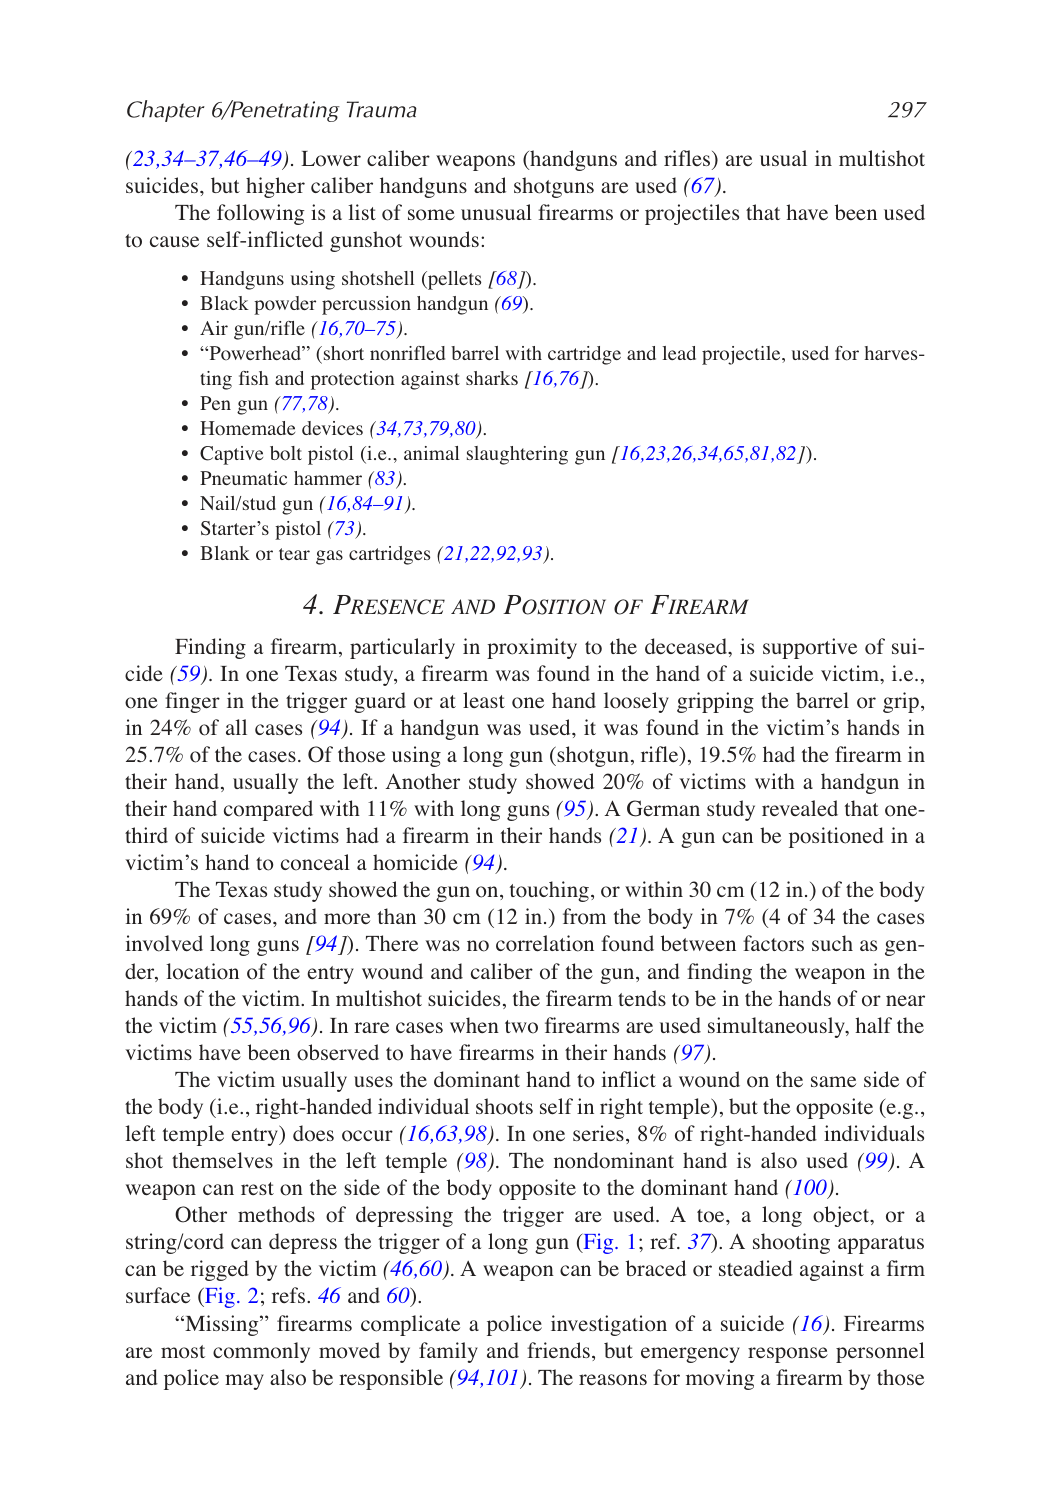 Chapter 6/Penetrating Trauma 297
(23,34–37,46–49). Lower caliber weapons (handguns and rifles) are usual in multishot
suicides, but higher caliber handguns and shotguns are used (67).
The following is a list of some unusual firearms or projectiles that have been used
to cause self-inflicted gunshot wounds:
• Handguns using shotshell (pellets [68]).
• Black powder percussion handgun (69).
• Air gun/rifle (16,70–75).
• “Powerhead” (short nonrifled barrel with cartridge and lead projectile, used for harves-
ting fish and protection against sharks [16,76]).
• Pen gun (77,78).
• Homemade devices (34,73,79,80).
• Captive bolt pistol (i.e., animal slaughtering gun [16,23,26,34,65,81,82]).
• Pneumatic hammer (83).
• Nail/stud gun (16,84–91).
• Starter’s pistol (73).
• Blank or tear gas cartridges (21,22,92,93).
4. Presence and Position of Firearm
Finding a firearm, particularly in proximity to the deceased, is supportive of sui-
cide (59). In one Texas study, a firearm was found in the hand of a suicide victim, i.e.,
one finger in the trigger guard or at least one hand loosely gripping the barrel or grip,
in 24% of all cases (94). If a handgun was used, it was found in the victim’s hands in
25.7% of the cases. Of those using a long gun (shotgun, rifle), 19.5% had the firearm in
their hand, usually the left. Another study showed 20% of victims with a handgun in
their hand compared with 11% with long guns (95). A German study revealed that one-
third of suicide victims had a firearm in their hands (21). A gun can be positioned in a
victim’s hand to conceal a homicide (94).
The Texas study showed the gun on, touching, or within 30 cm (12 in.) of the body
in 69% of cases, and more than 30 cm (12 in.) from the body in 7% (4 of 34 the cases
involved long guns [94]). There was no correlation found between factors such as gen-
der, location of the entry wound and caliber of the gun, and finding the weapon in the
hands of the victim. In multishot suicides, the firearm tends to be in the hands of or near
the victim (55,56,96). In rare cases when two firearms are used simultaneously, half the
victims have been observed to have firearms in their hands (97).
The victim usually uses the dominant hand to inflict a wound on the same side of
the body (i.e., right-handed individual shoots self in right temple), but the opposite (e.g.,
left temple entry) does occur (16,63,98). In one series, 8% of right-handed individuals
shot themselves in the left temple (98). The nondominant hand is also used (99). A
weapon can rest on the side of the body opposite to the dominant hand (100).
Other methods of depressing the trigger are used. A toe, a long object, or a
string/cord can depress the trigger of a long gun (Fig. 1; ref. 37). A shooting apparatus
can be rigged by the victim (46,60). A weapon can be braced or steadied against a firm
surface (Fig. 2; refs. 46 and 60).
“Missing” firearms complicate a police investigation of a suicide (16). Firearms
are most commonly moved by family and friends, but emergency response personnel
and police may also be responsible (94,101). The reasons for moving a firearm by those